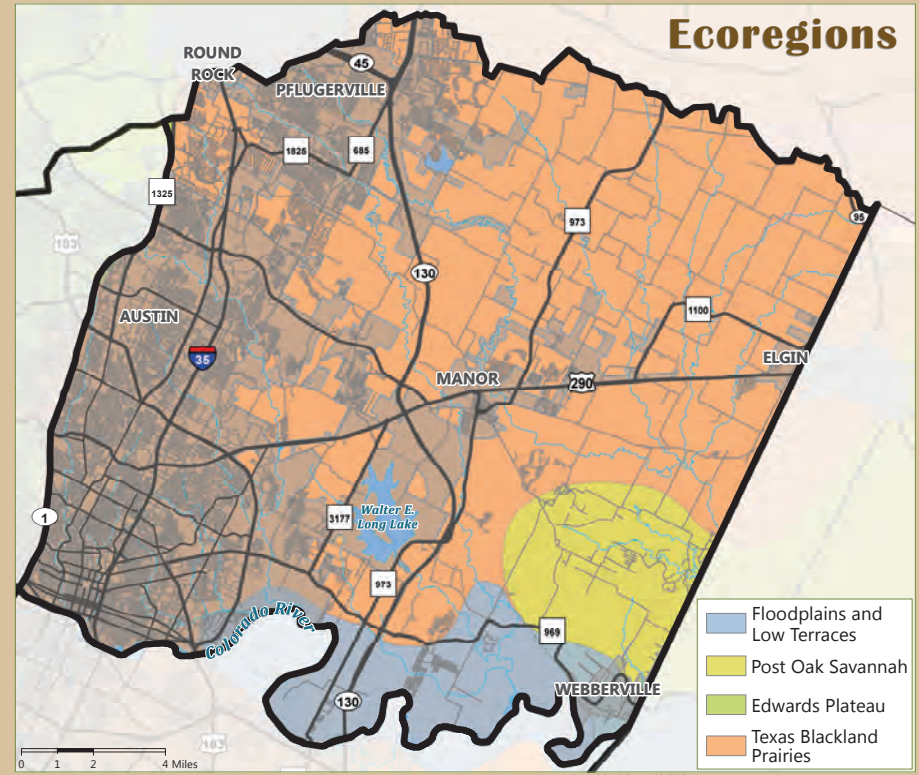 Ecoregions
ROUND
ROCK
45
PFLUGERVILLE
1825
685
1325
183
973
95
130
1100
AUSTIN
35
ELGIN
MANOR
290
Walter E.
Long Lake
3177
1
973
Colorado River
969
WEBBERVILLE
130
183
Floodplains and
Low Terraces
Post Oak Savannah
Edwards Plateau
Texas Blackland
Prairies
0 1 2 4 Miles